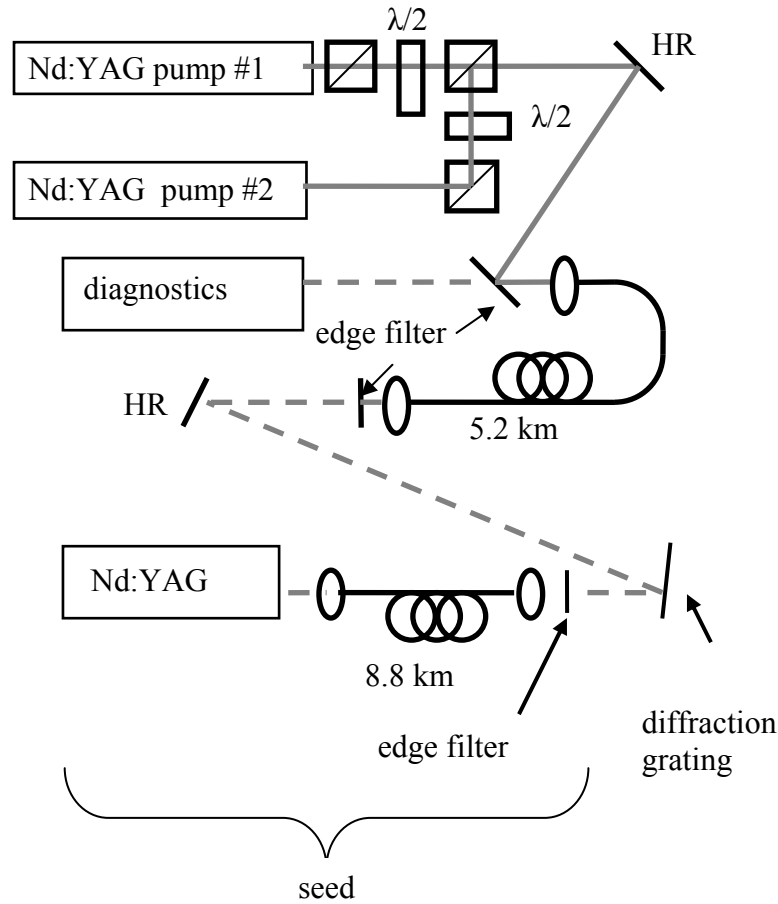 λ/2
HR
Nd:YAG pump #1
λ/2
Nd:YAG pump #2
diagnostics
edge filter
HR
5.2 km
Nd:YAG
8.8 km
edge filter
diffraction
grating
seed